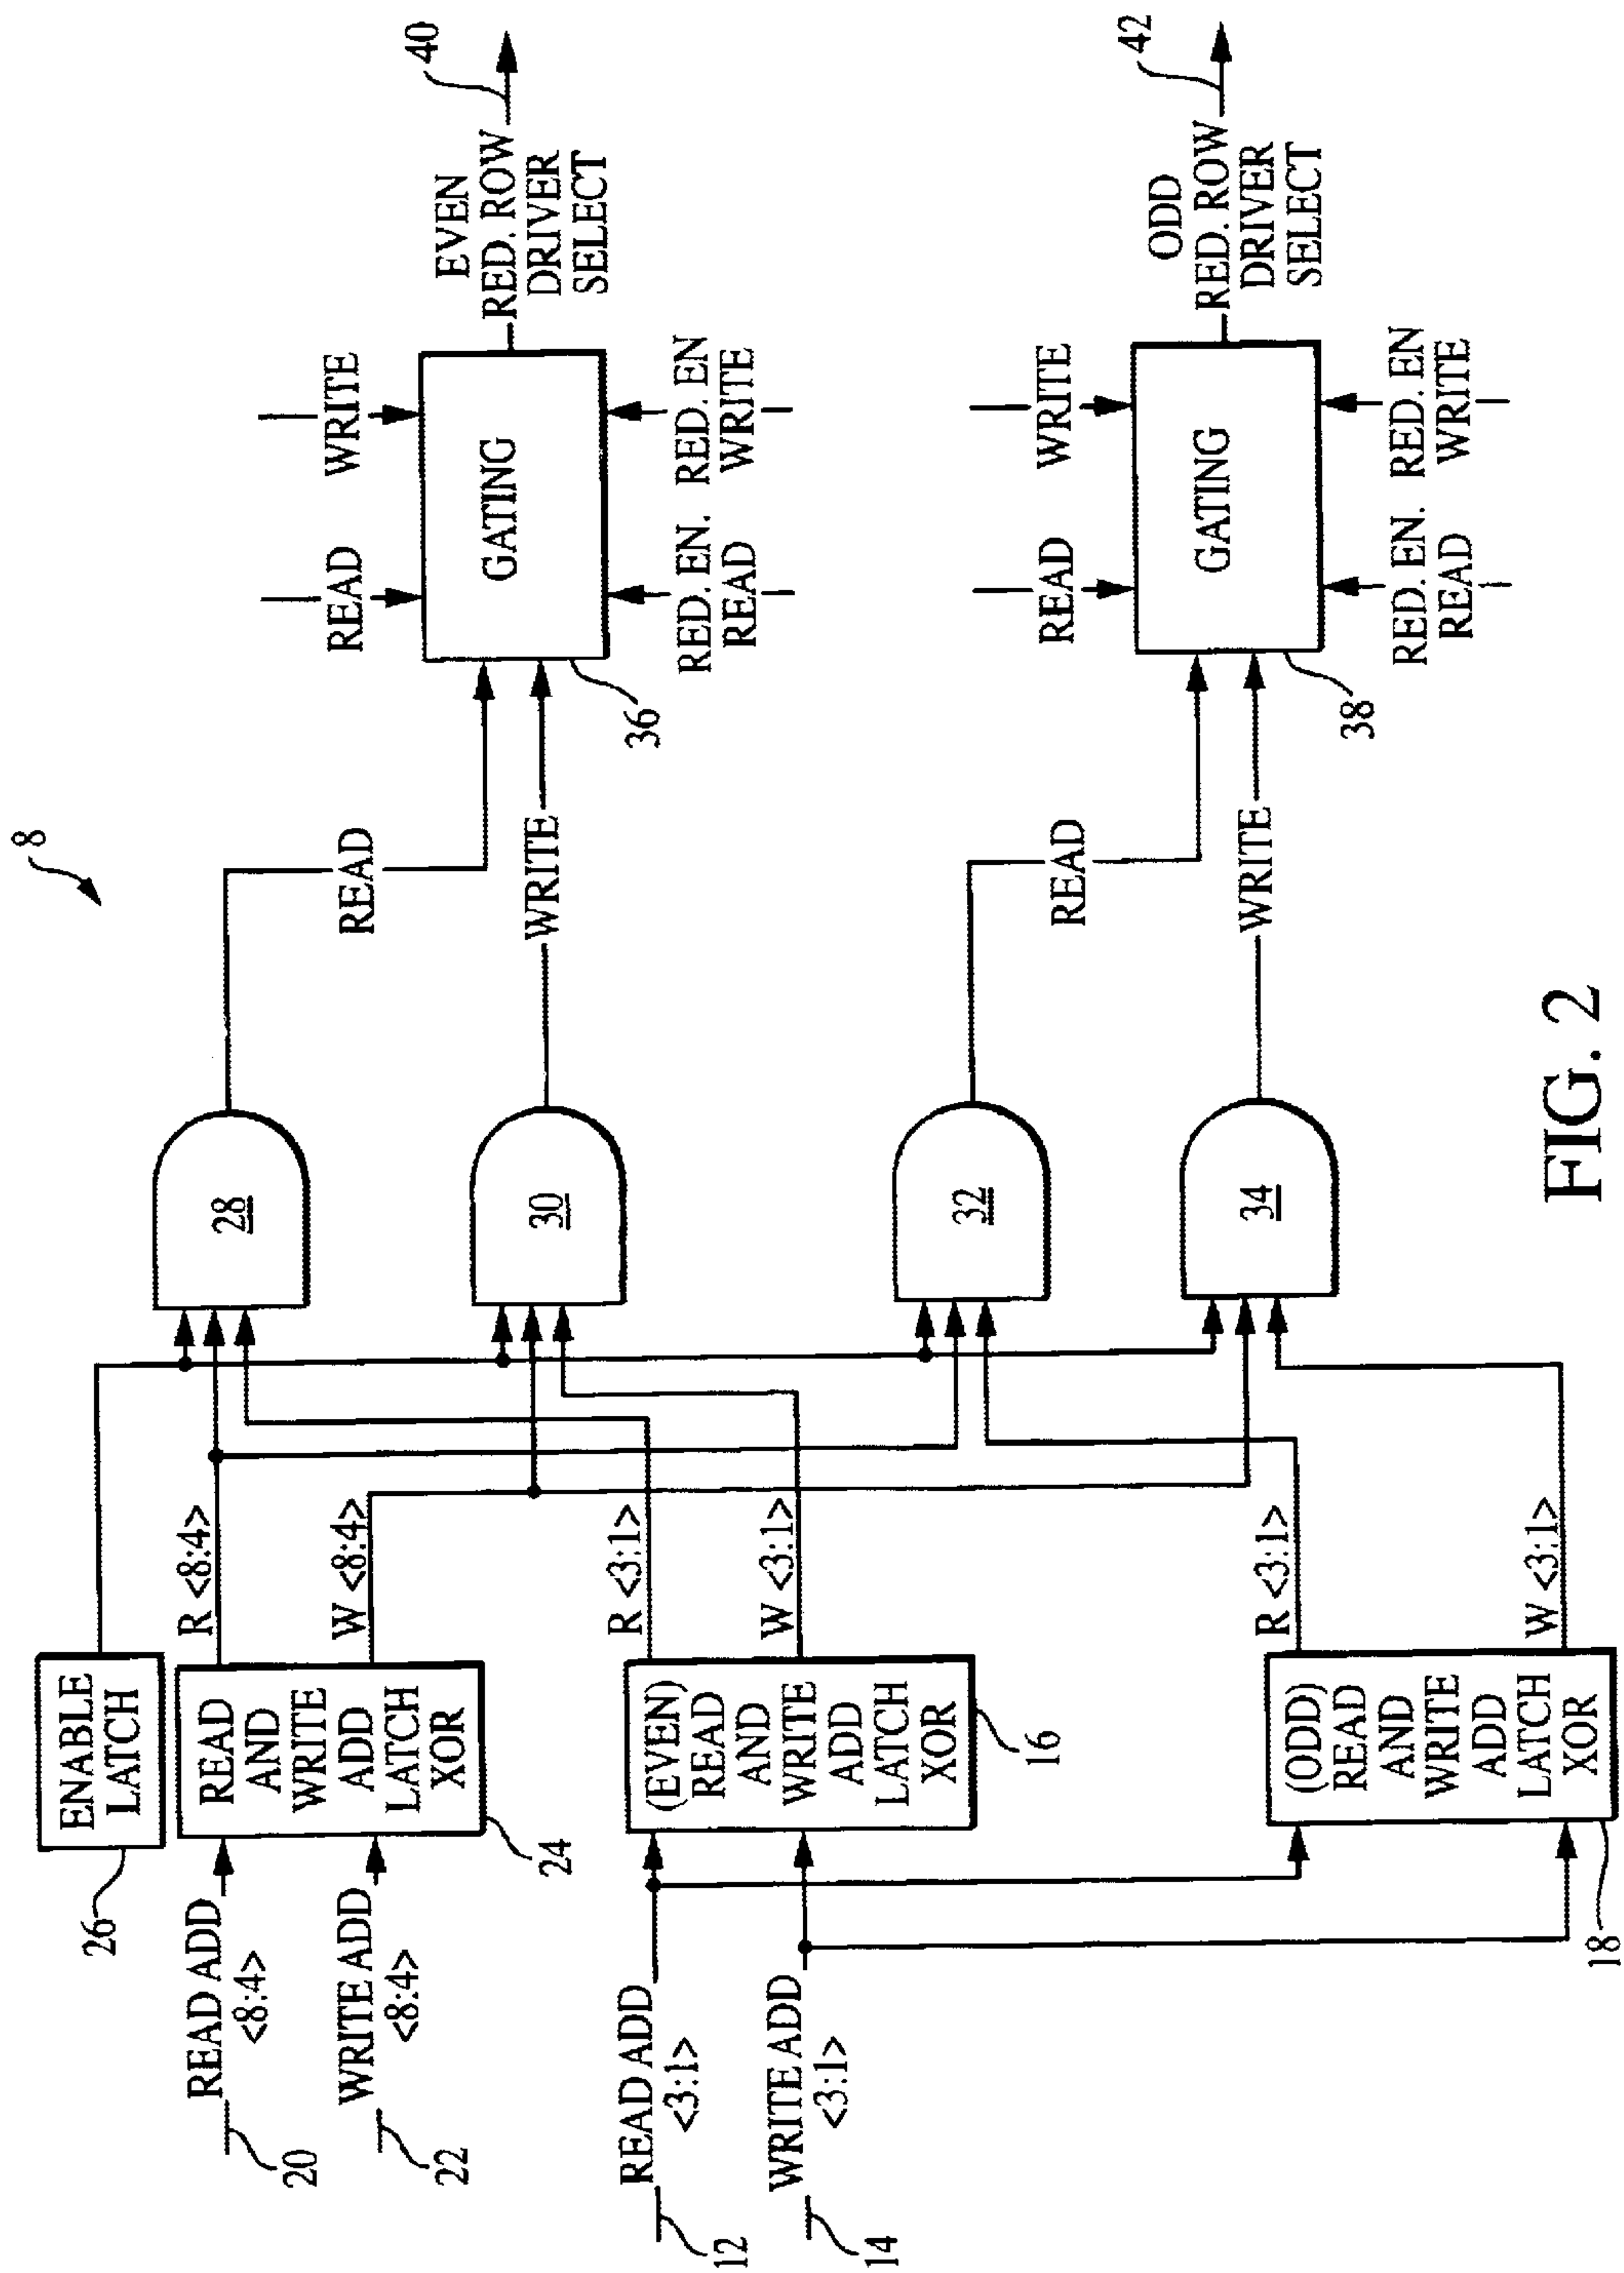 8
ENABLE
LATCH
26
READ ADD
<8:4>
20
WRITE ADD
<8:4>
22
READ
AND
WRITE
ADD
LATCH
XOR
24
R <8:4>
W <8:4>
READ ADD
<3:1>
12
WRITE ADD
<3:1>
14
(EVEN)
READ
AND
WRITE
ADD
LATCH
XOR
16
R <3:1>
W <3:1>
(ODD)
READ
AND
WRITE
ADD
LATCH
XOR
18
R <3:1>
W <3:1>
28
30
32
34
READ
WRITE
READ
WRITE
READ
WRITE
GATING
36
RED. EN.
READ
RED. EN
WRITE
EVEN
RED. ROW
DRIVER
SELECT
40
READ
WRITE
GATING
38
RED. EN.
READ
RED. EN
WRITE
ODD
RED. ROW
DRIVER
SELECT
42
FIG. 2